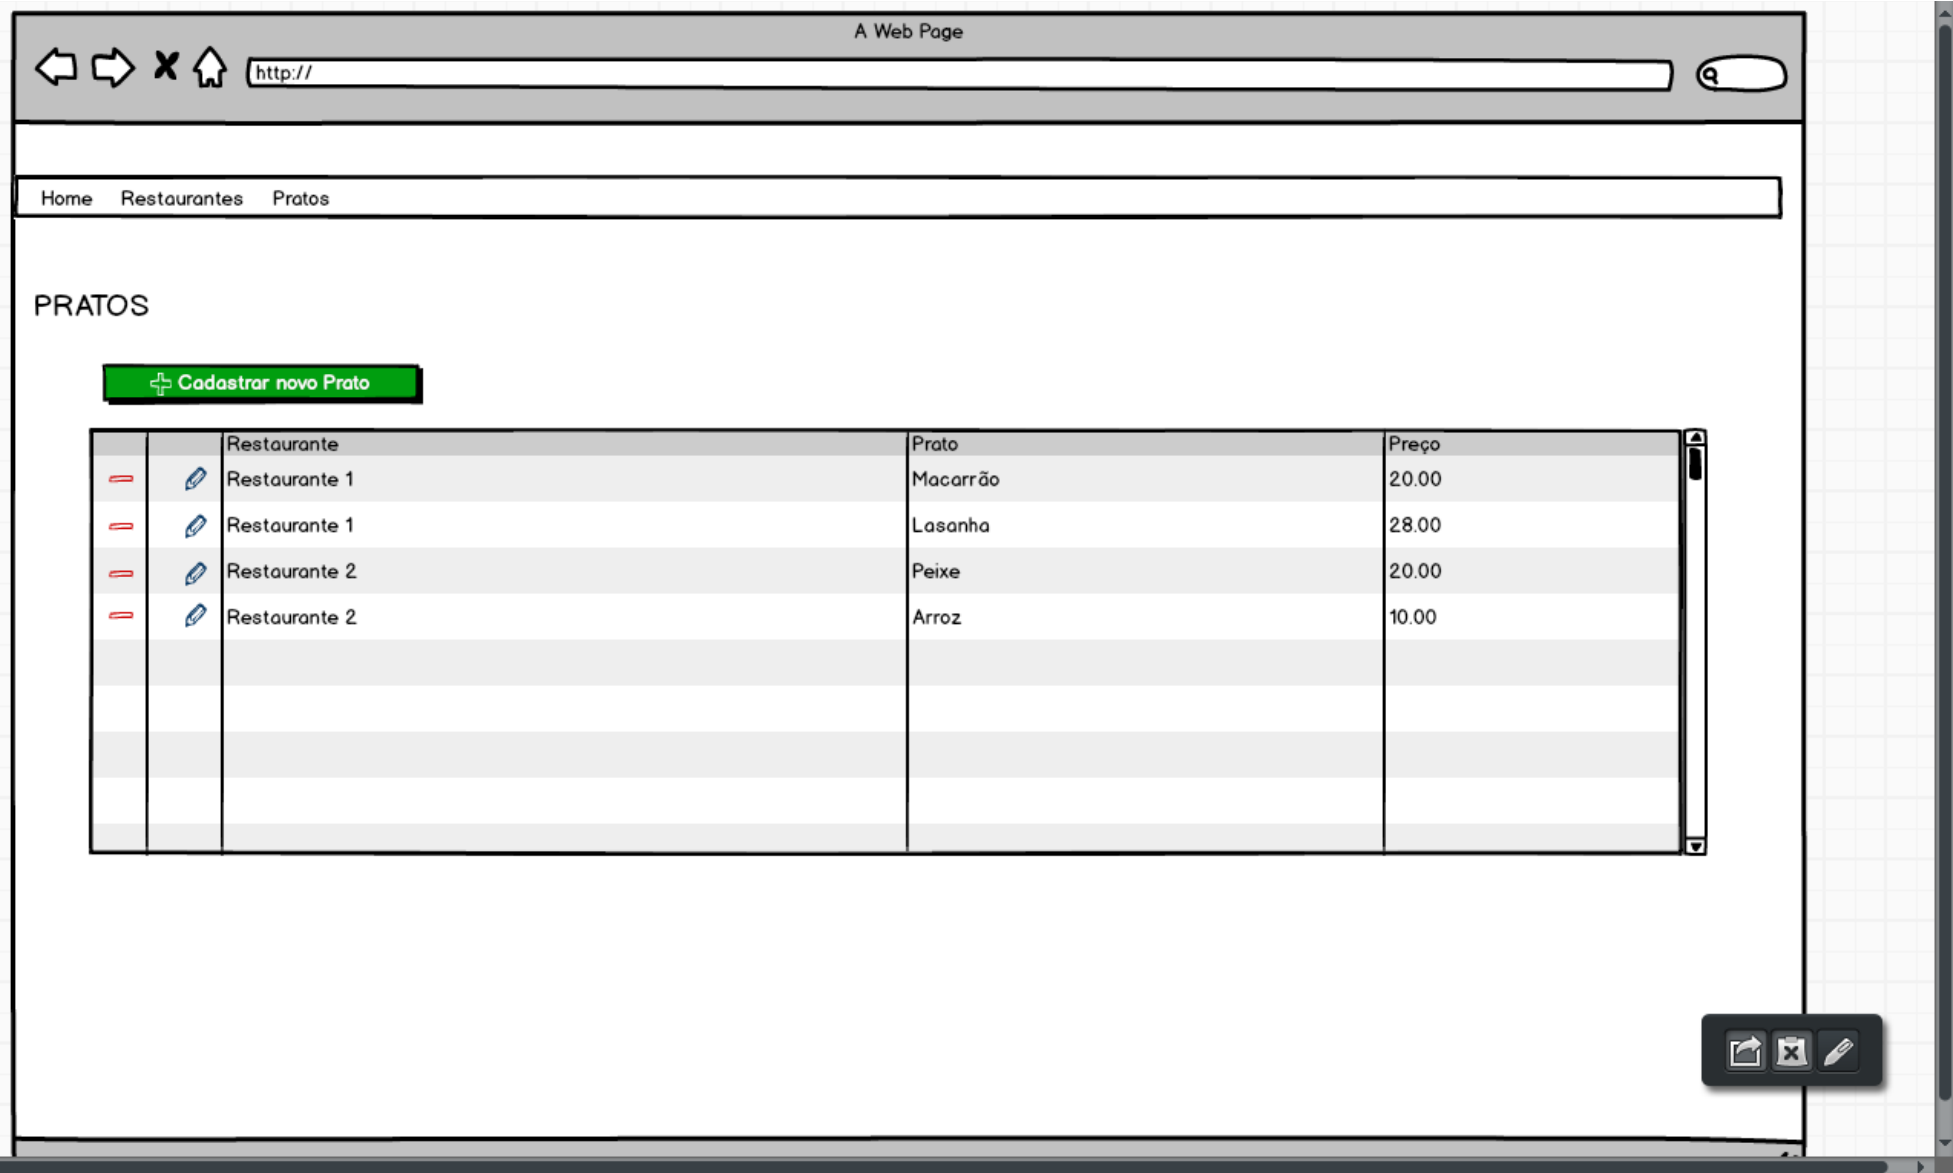 A Web Page
http://
Home Restaurantes Pratos
PRATOS
Cadastrar novo Prato
Restaurante Prato Preço
Restaurante 1 Macarrão 20.00
Restaurante 1 Lasanha 28.00
Restaurante 2 Peixe 20.00
Restaurante 2 Arroz 10.00